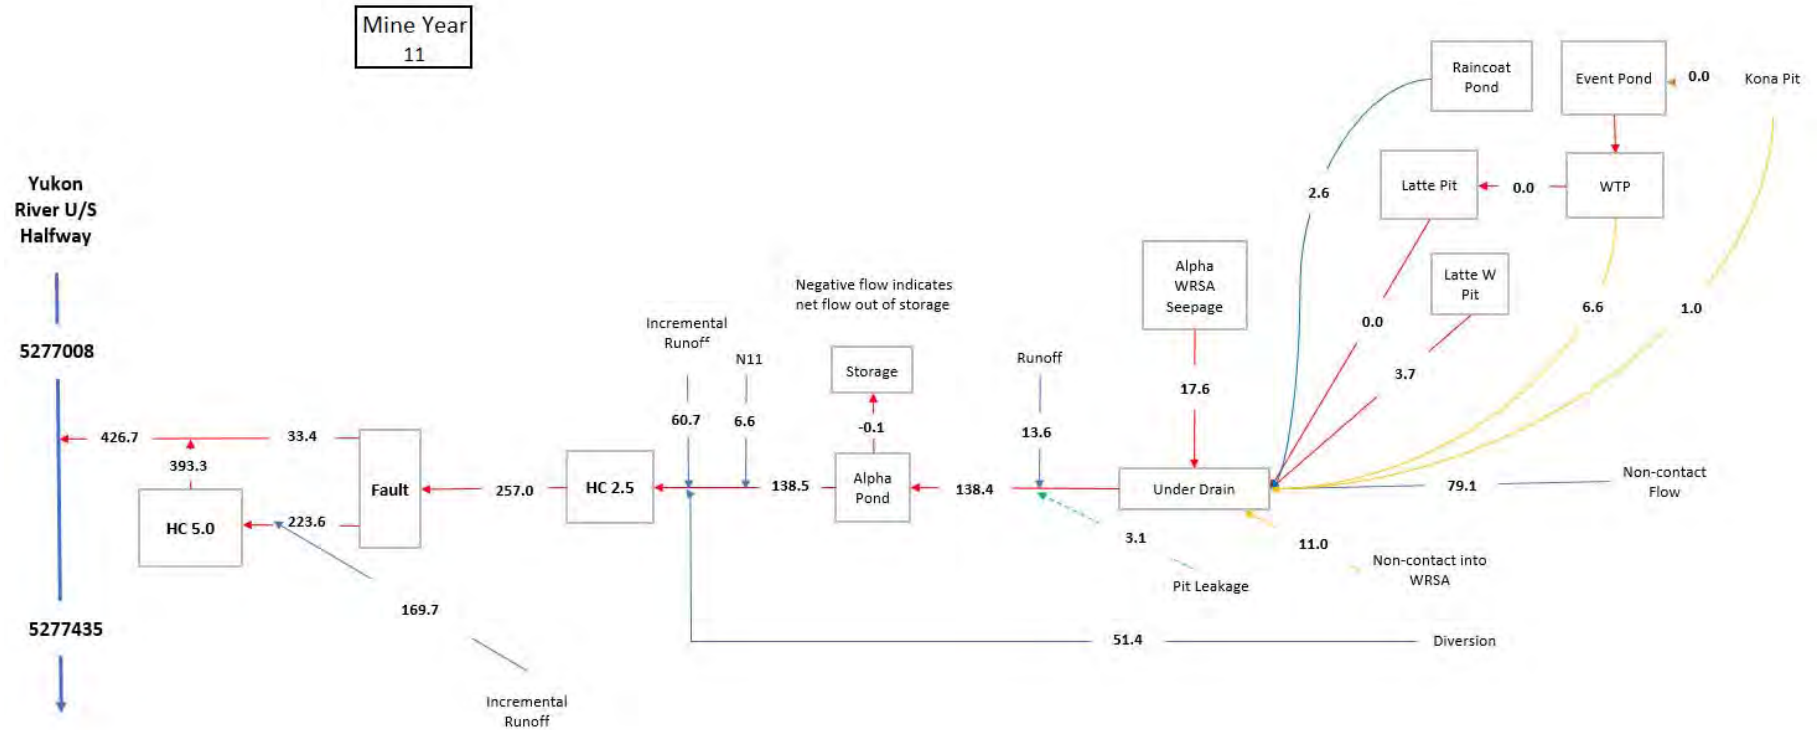 Mine Year
11
Raincoat
Pond
Event Pond
0.0
Kona Pit
Yukon
River U/S
Halfway
Latte Pit
0.0
WTP
2.6
Alpha
WRSA
Seepage
Latte W
Pit
Negative flow indicates
net flow out of storage
Incremental
Runoff
N11
0.0
6.6
1.0
5277008
Storage
Runoff
17.6
3.7
60.7
6.6
-0.1
13.6
426.7
33.4
393.3
Fault
257.0
HC 2.5
138.5
Alpha
Pond
138.4
Under Drain
79.1
Non-contact
Flow
HC 5.0
223.6
3.1
11.0
Pit Leakage
Non-contact into
WRSA
169.7
5277435
51.4
Diversion
Incremental
Runoff